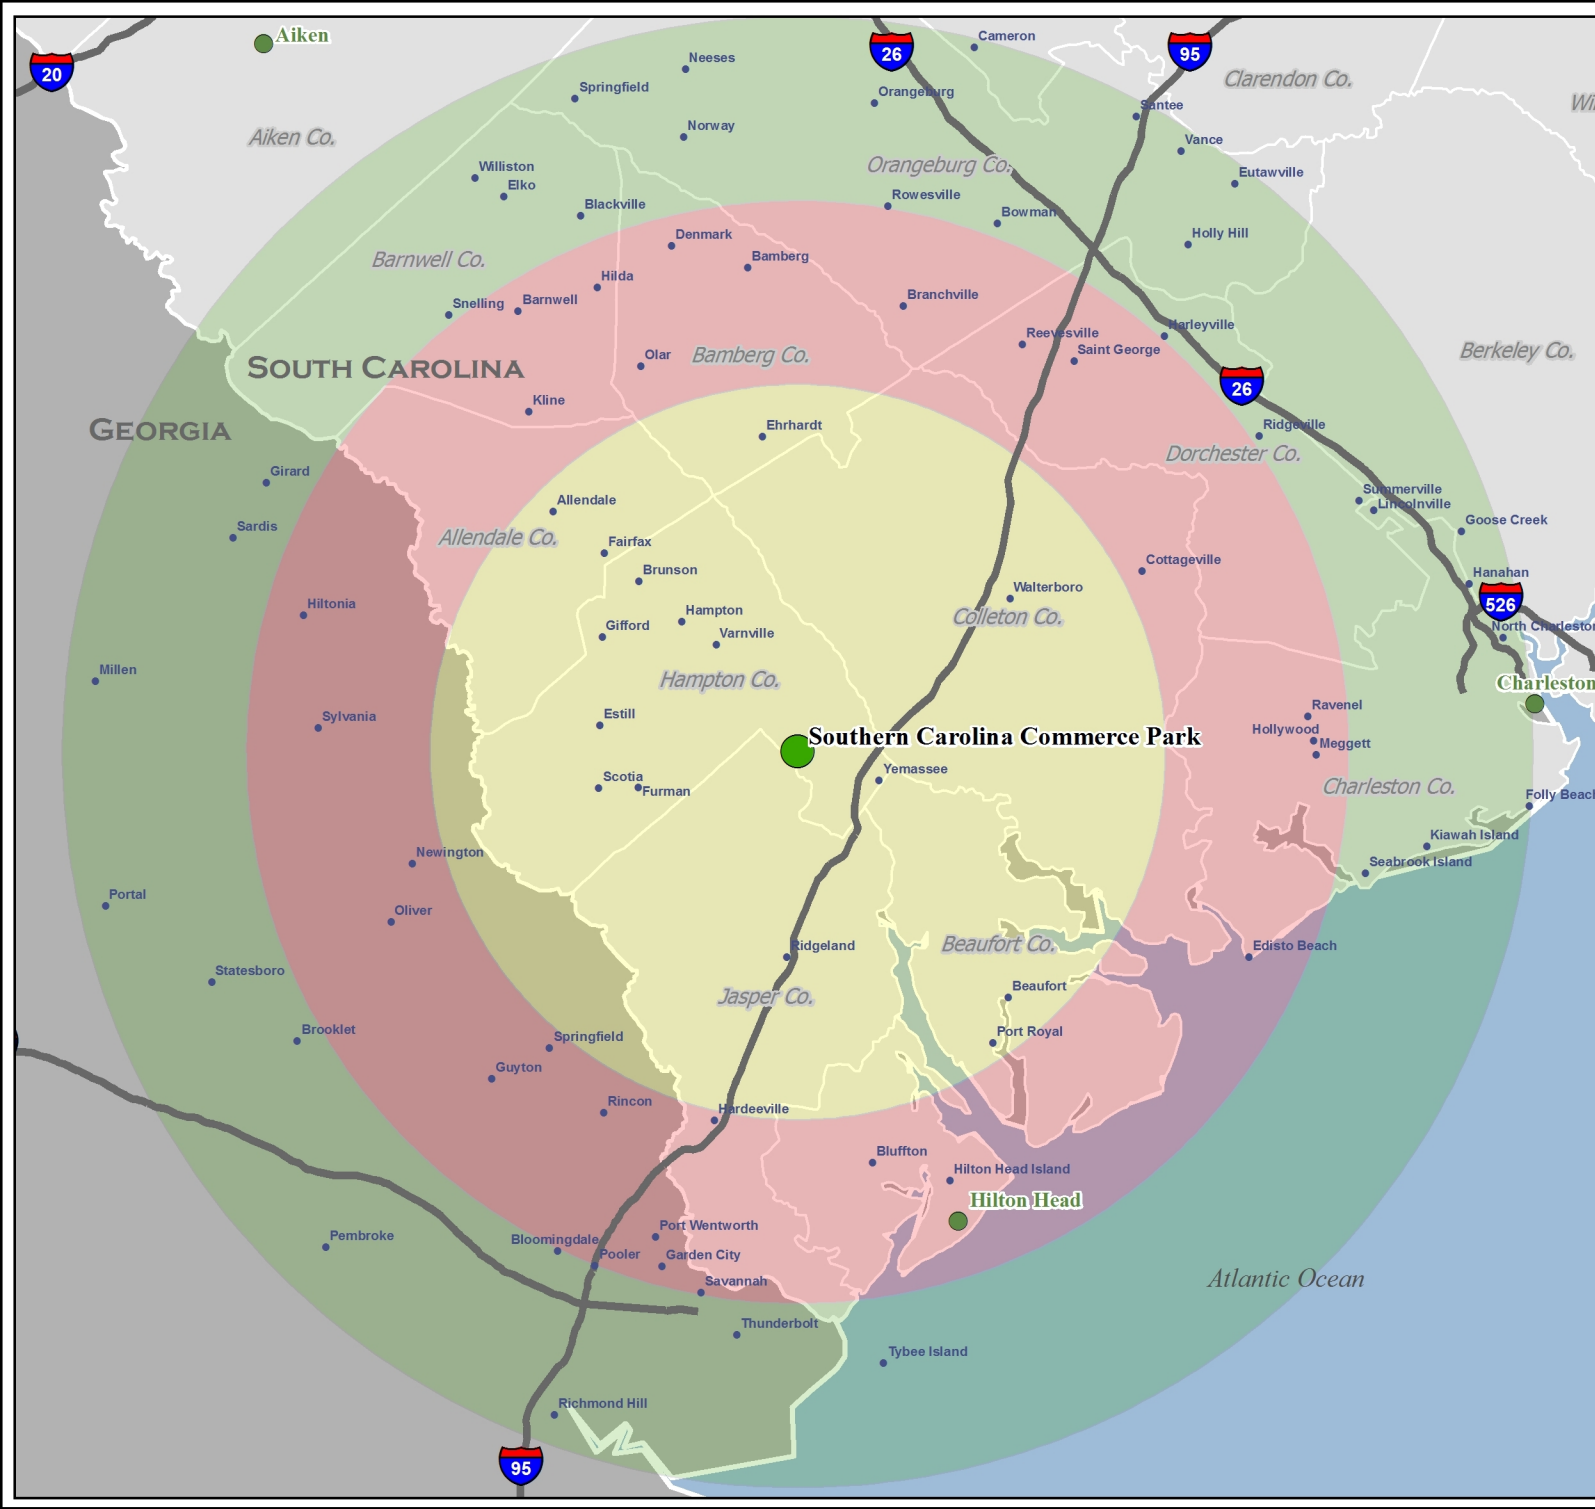 Aiken
20
26
Cameron
95
Neeses
Clarendon Co.
Springfield
Orangeburg
Santee
Norway
Aiken Co.
Vance
Orangeburg Co.
Williston
Eutawville
Elko
Rowesville
Blackville
Bowman
Denmark
Holly Hill
Bamberg
Barnwell Co.
Hilda
Branchville
Snelling
Barnwell
Harleyville
Reevesville
Saint George
Berkeley Co.
Olar
Bamberg Co.
SOUTH CAROLINA
26
Kline
Ehrhardt
Ridgeville
GEORGIA
Dorchester Co.
Girard
Summerville
Allendale
Lincolnville
Goose Creek
Sardis
Allendale Co.
Fairfax
Cottageville
Brunson
Hanahan
Walterboro
526
Hiltonia
Hampton
Colleton Co.
Gifford
Varnville
North Charleston
Millen
Hampton Co.
Charleston
Ravenel
Estill
Sylvania
Hollywood
Southern Carolina Commerce Park
Meggett
Yemassee
Scotia
Furman
Charleston Co.
Folly Beach
Kiawah Island
Newington
Seabrook Island
Portal
Oliver
Ridgeland
Beaufort Co.
Edisto Beach
Statesboro
Beaufort
Jasper Co.
Brooklet
Port Royal
Springfield
Guyton
Rincon
Hardeeville
Bluffton
Hilton Head Island
Hilton Head
Port Wentworth
Pembroke
Bloomingdale
Pooler
Garden City
Savannah
Atlantic Ocean
Thunderbolt
Tybee Island
Richmond Hill
95